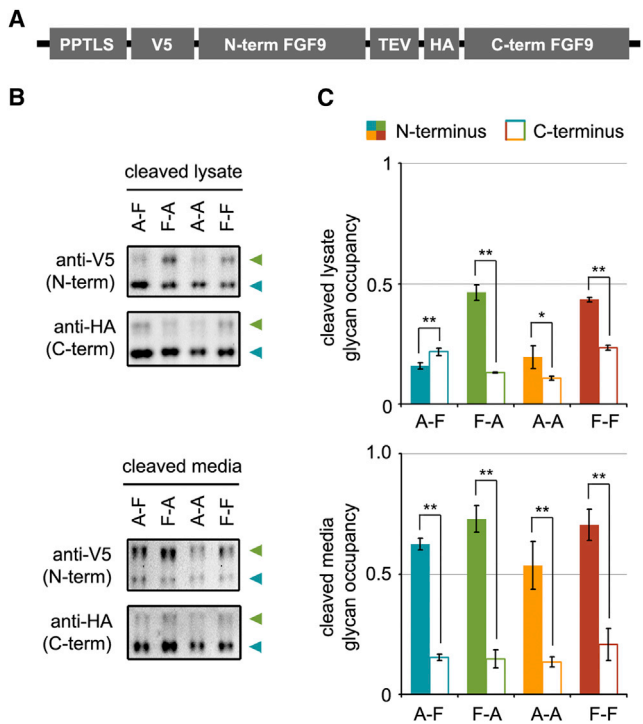 A
PPTLS V5 N-term FGF9 TEV HA C-term FGF9
B
cleaved lysate
A-F F-A A-A F-F
anti-V5
(N-term)
anti-HA
(C-term)
cleaved media
A-F F-A A-A F-F
anti-V5
(N-term)
anti-HA
(C-term)
C
N-terminus C-terminus
cleaved lysate
glycan occupancy
1
0.5
0
** ** * **
A-F F-A A-A F-F
cleaved media
glycan occupancy
1.0
0.5
0
** ** ** **
A-F F-A A-A F-F